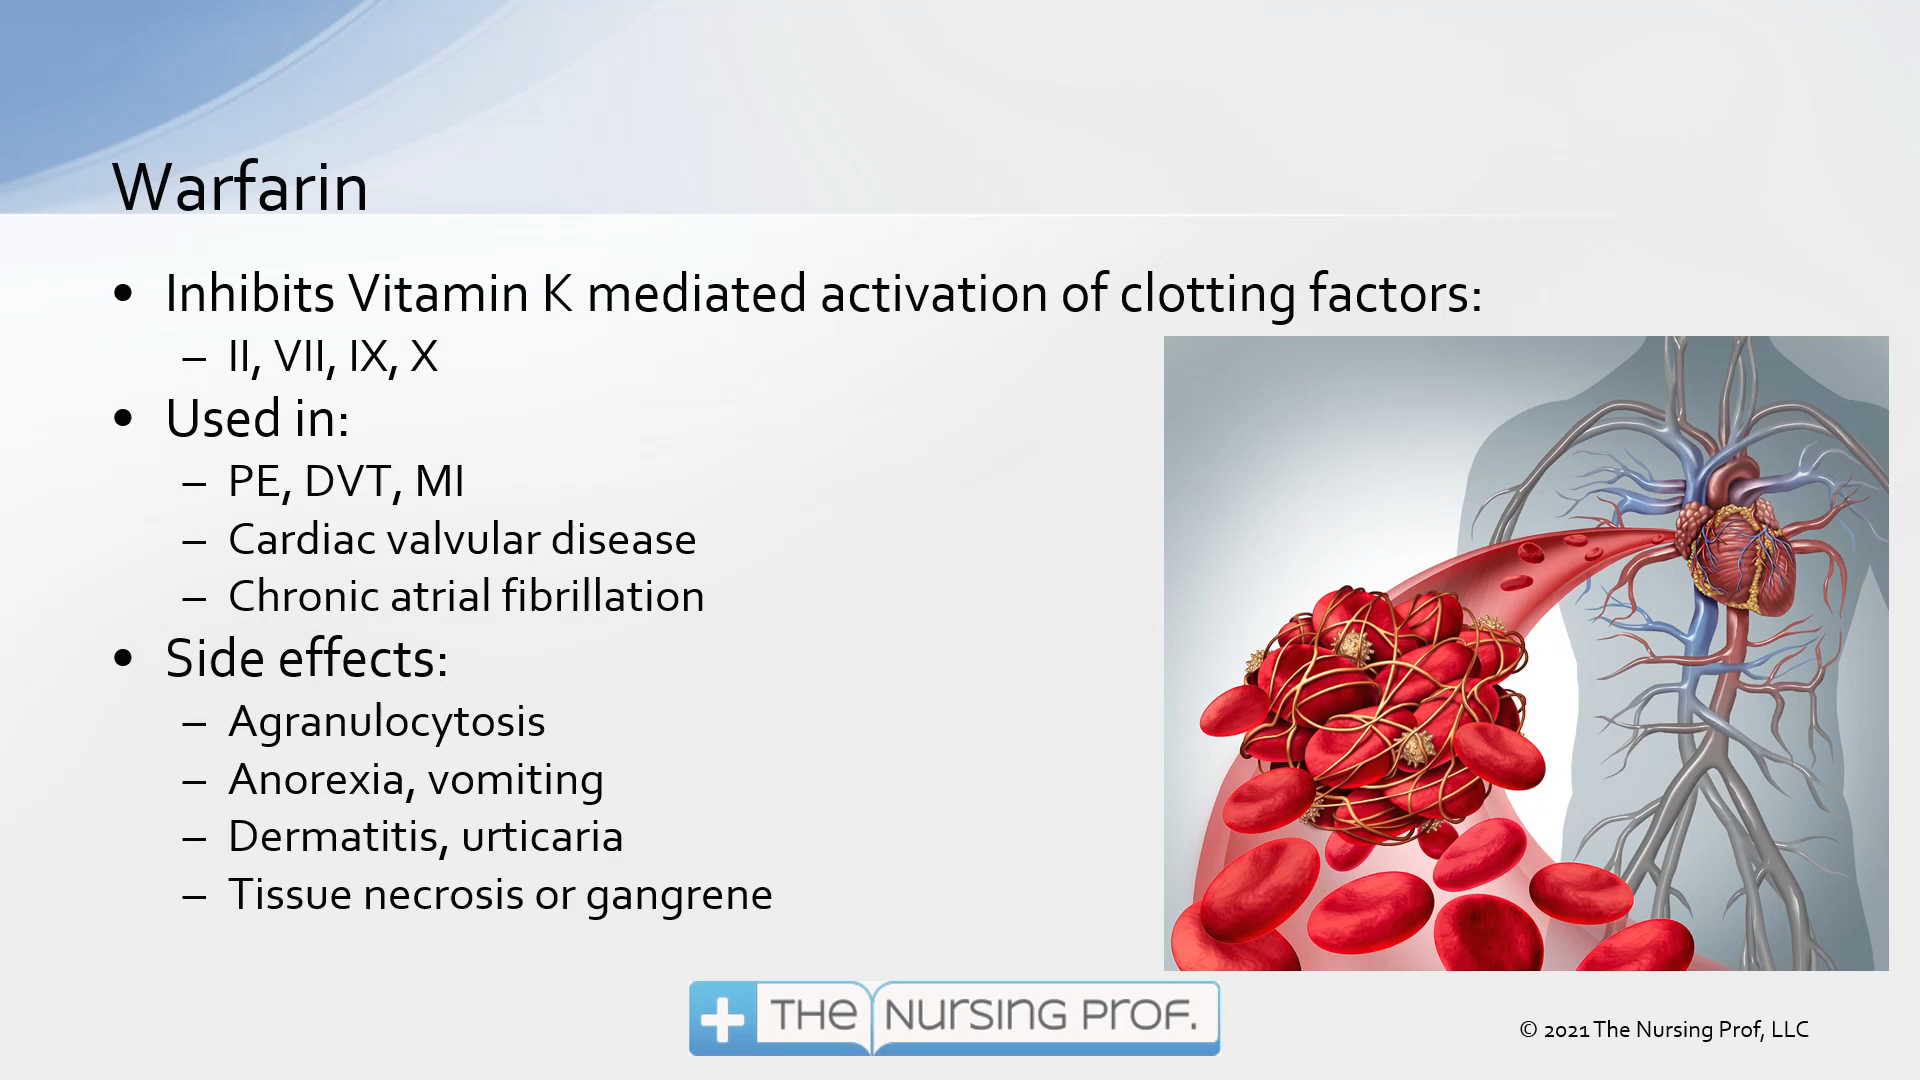 Warfarin
• Inhibits Vitamin K mediated activation of clotting factors:
– II, VII, IX, X
• Used in:
– PE, DVT, MI
– Cardiac valvular disease
– Chronic atrial fibrillation
• Side effects:
– Agranulocytosis
– Anorexia, vomiting
– Dermatitis, urticaria
– Tissue necrosis or gangrene
THE NURSING PROF.
© 2021 The Nursing Prof, LLC